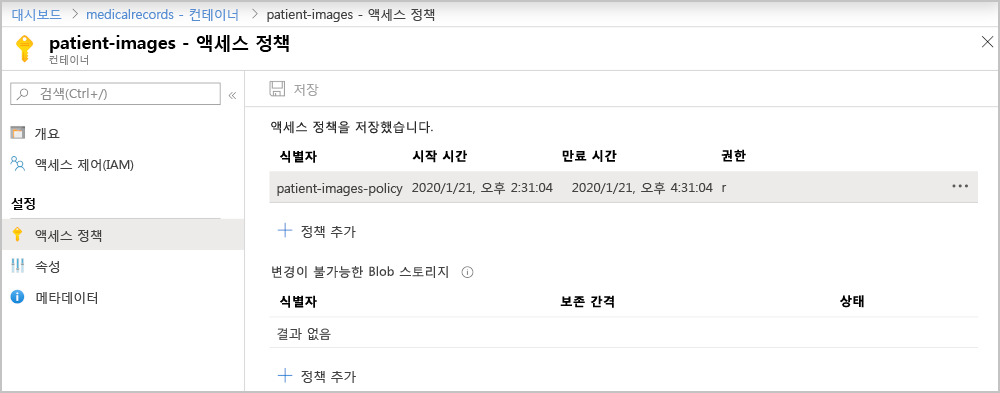 대시보드 > medicalrecords - 컨테이너 > patient-images - 액세스 정책
patient-images - 액세스 정책
컨테이너
검색(Ctrl+/)
개요
액세스 제어(IAM)
설정
액세스 정책
속성
메타데이터
저장
액세스 정책을 저장했습니다.
식별자 시작 시간 만료 시간 권한
patient-images-policy 2020/1/21, 오후 2:31:04 2020/1/21, 오후 4:31:04 r
정책 추가
변경이 불가능한 Blob 스토리지
식별자 보존 간격 상태
결과 없음
정책 추가